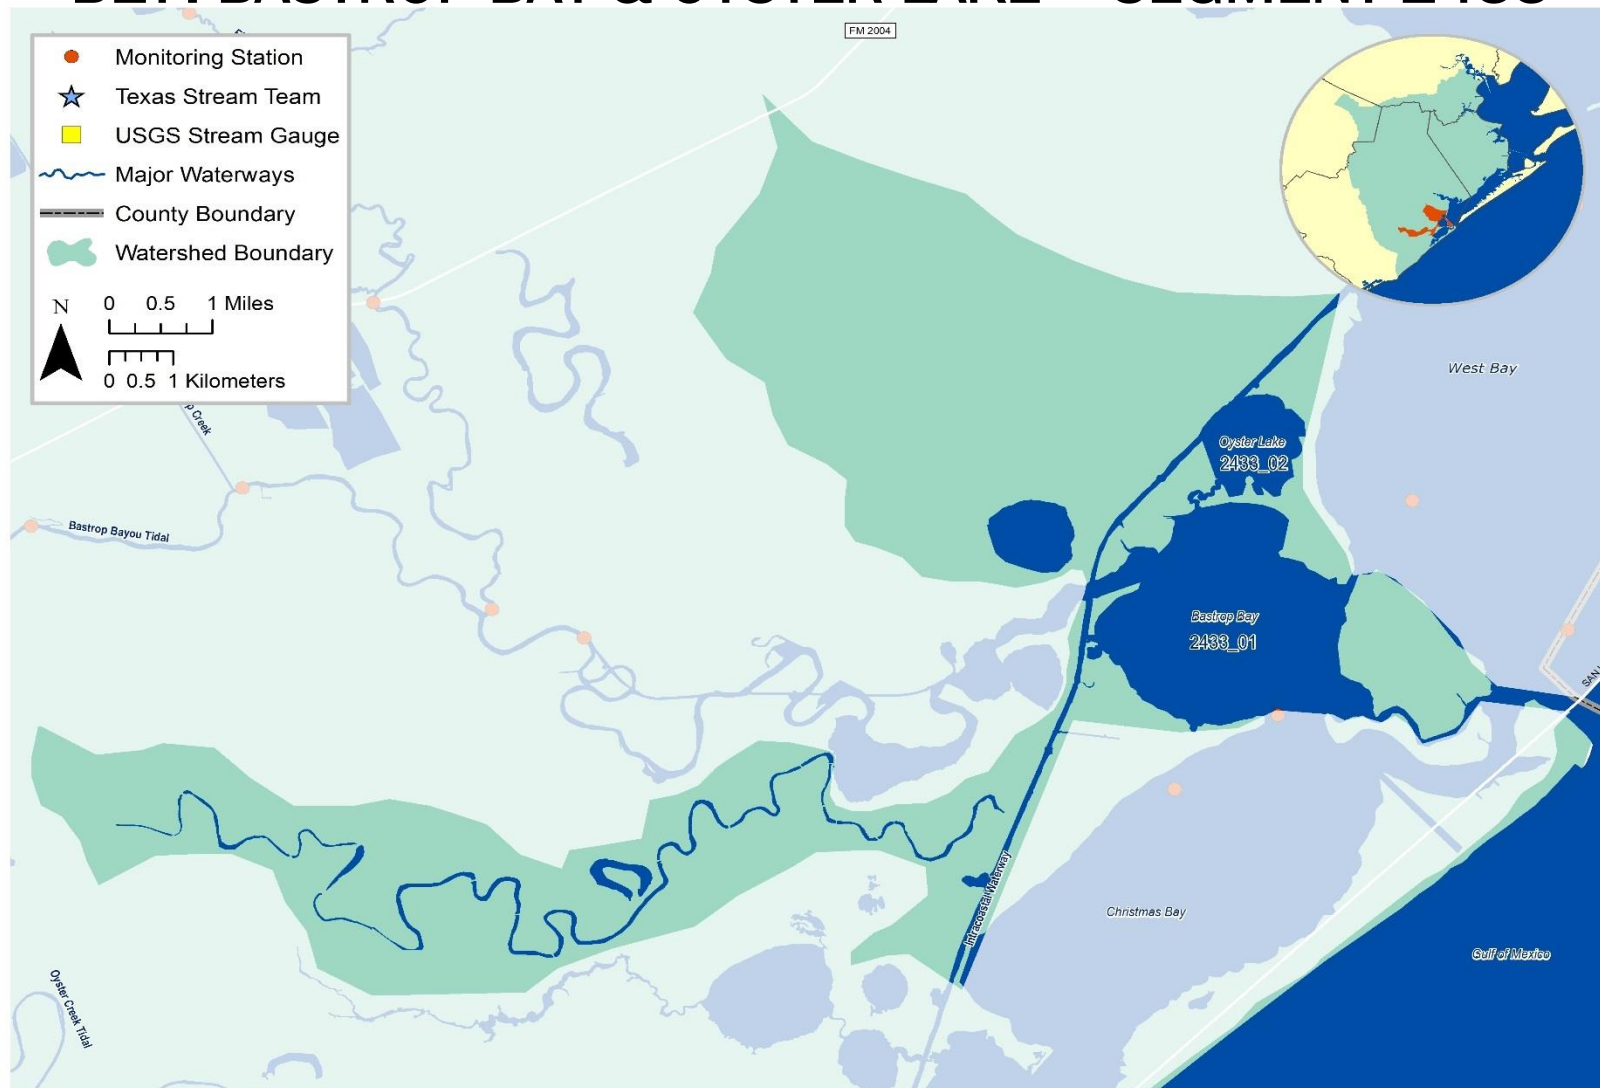 FM 2004
Monitoring Station
Texas Stream Team
USGS Stream Gauge
Major Waterways
County Boundary
Watershed Boundary
N
0 0.5 1 Miles
0 0.5 1 Kilometers
West Bay
Creek
Oyster Lake
2433_02
Bastrop Bayou Tidal
Bastrop Bay
2433_01
Intracoastal Waterway
Christmas Bay
Gulf of Mexico
Oyster Creek Tidal